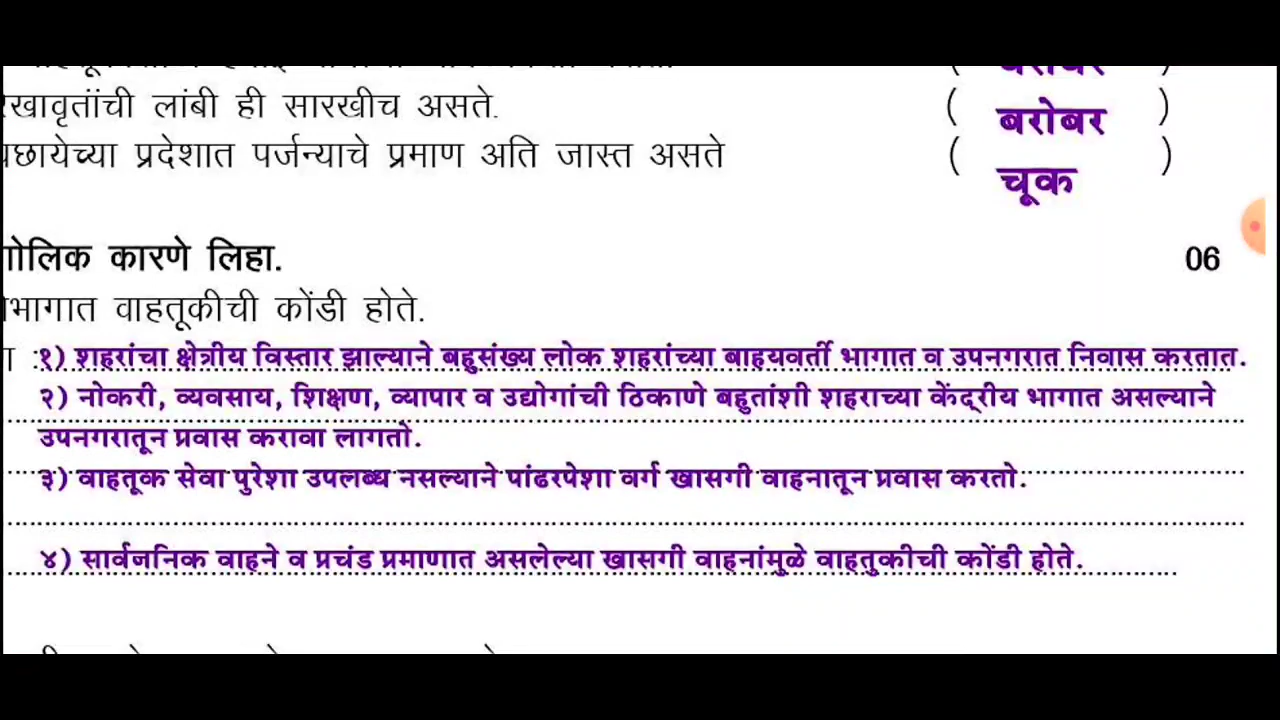 ( बरोबर )
रेखावृतांची लांबी ही सारखीच असते. ( बरोबर )
छायेच्या प्रदेशात पर्जन्याचे प्रमाण अति जास्त असते ( चूक )
गोलिक कारणे लिहा. 06
भागात वाहतूकीची कोंडी होते.
१) शहरांचा क्षेत्रीय विस्तार झाल्याने बहुसंख्य लोक शहरांच्या बाहयवर्ती भागात व उपनगरात निवास करतात.
२) नोकरी, व्यवसाय, शिक्षण, व्यापार व उद्योगांची ठिकाणे बहुतांशी शहराच्या केंद्रीय भागात असल्याने
उपनगरातून प्रवास करावा लागतो.
३) वाहतूक सेवा पुरेशा उपलब्ध नसल्याने पांढरपेशा वर्ग खासगी वाहनातून प्रवास करतो.
४) सार्वजनिक वाहने व प्रचंड प्रमाणात असलेल्या खासगी वाहनांमुळे वाहतुकीची कोंडी होते.